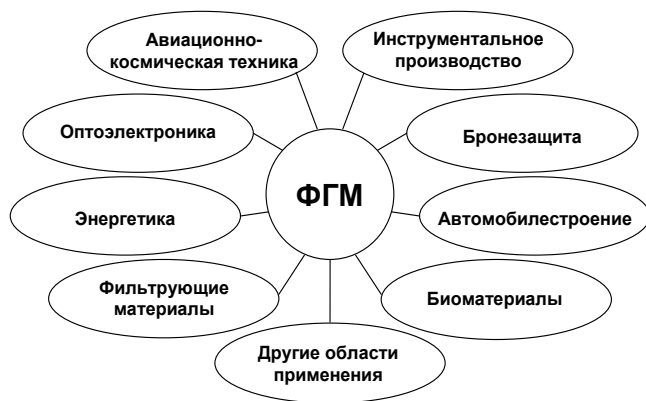 Авиационно-
космическая техника
Инструментальное
производство
Оптоэлектроника
Бронезащита
ФГМ
Энергетика
Автомобилестроение
Фильтрующие
материалы
Биоматериалы
Другие области
применения